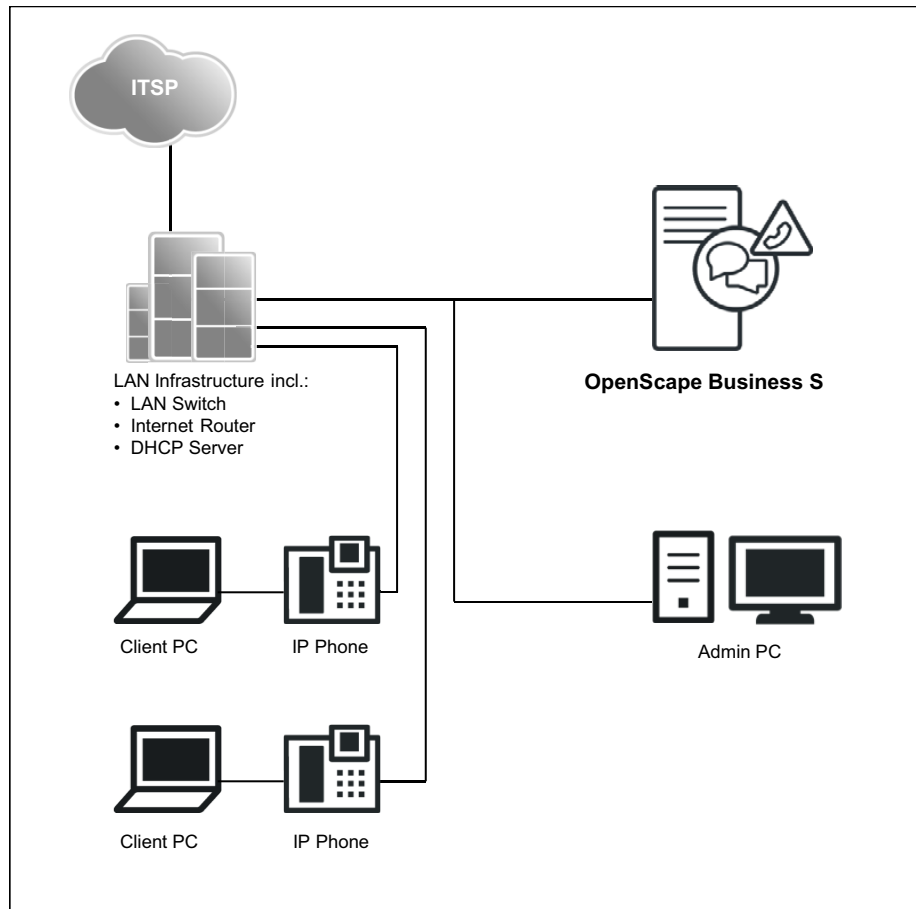 ITSP
LAN Infrastructure incl.:
• LAN Switch
• Internet Router
• DHCP Server
OpenScape Business S
Client PC
IP Phone
Admin PC
Client PC
IP Phone